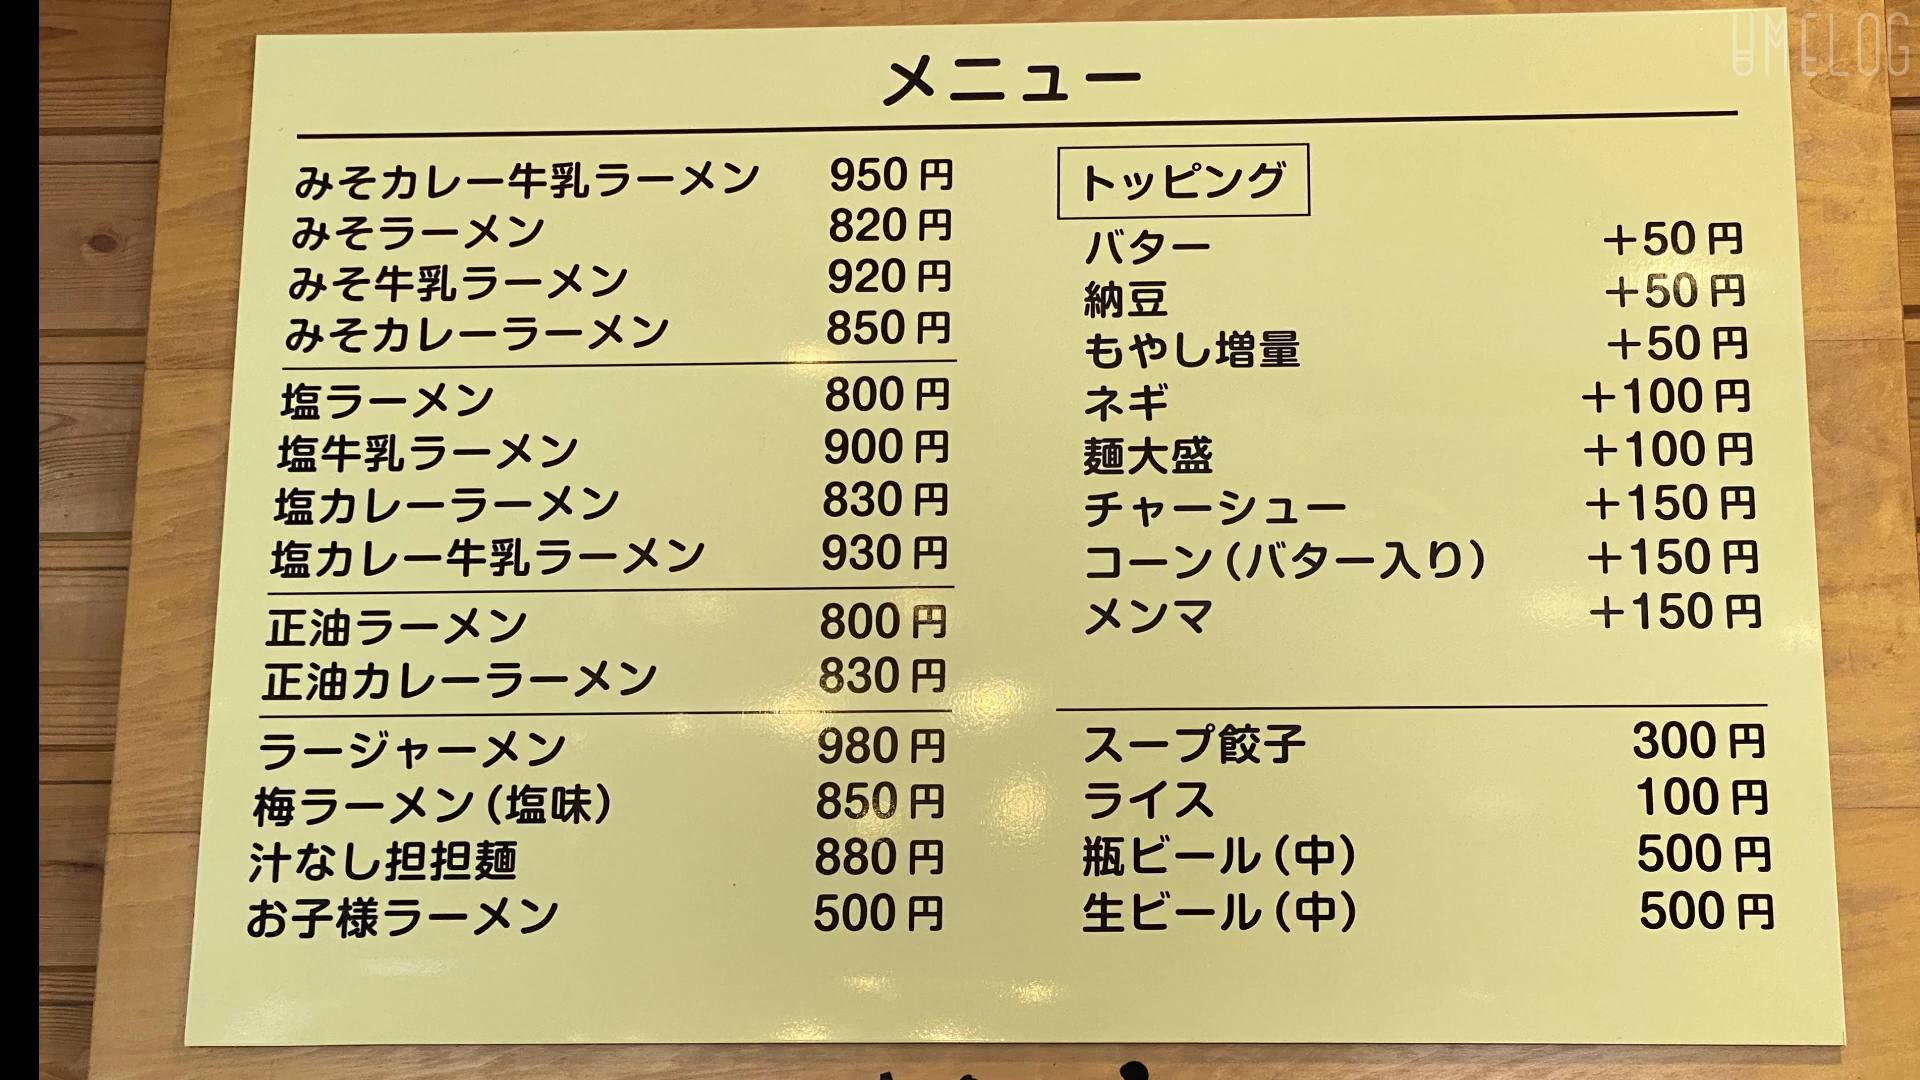 UMELOG
メニュー
みそカレー牛乳ラーメン 950円
みそラーメン 820円
みそ牛乳ラーメン 920円
みそカレーラーメン 850円
塩ラーメン 800円
塩牛乳ラーメン 900円
塩カレーラーメン 830円
塩カレー牛乳ラーメン 930円
正油ラーメン 800円
正油カレーラーメン 830円
ラージャーメン 980円
梅ラーメン(塩味) 850円
汁なし担担麺 880円
お子様ラーメン 500円
トッピング
バター +50円
納豆 +50円
もやし増量 +50円
ネギ +100円
麺大盛 +100円
チャーシュー +150円
コーン(バター入り) +150円
メンマ +150円
スープ餃子 300円
ライス 100円
瓶ビール(中) 500円
生ビール(中) 500円